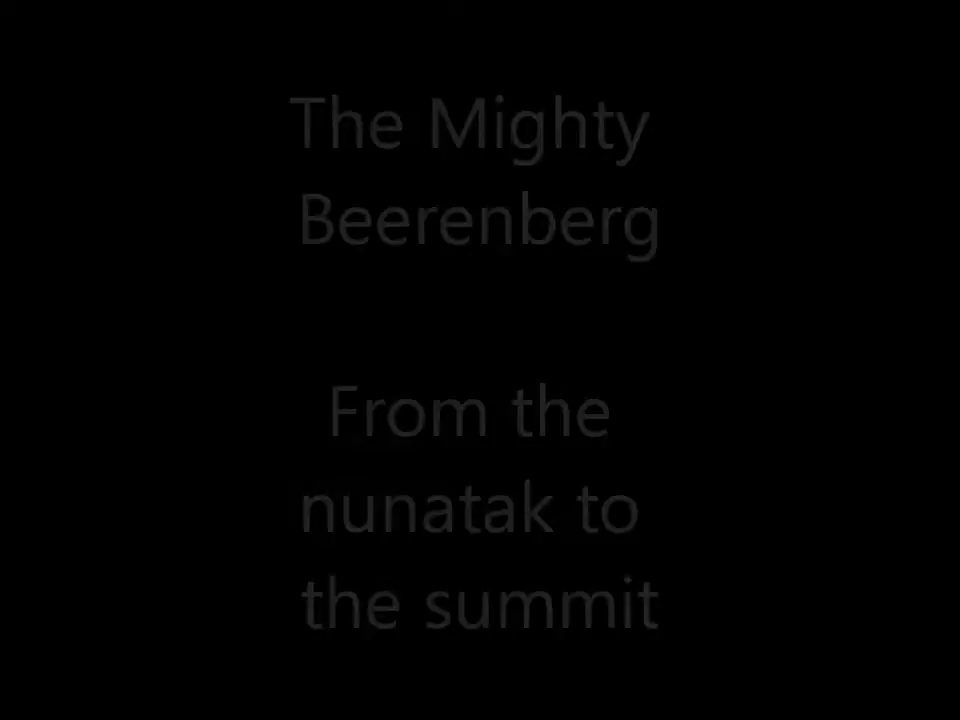 The Mighty
Beerenberg
From the
nunatak to
the summit